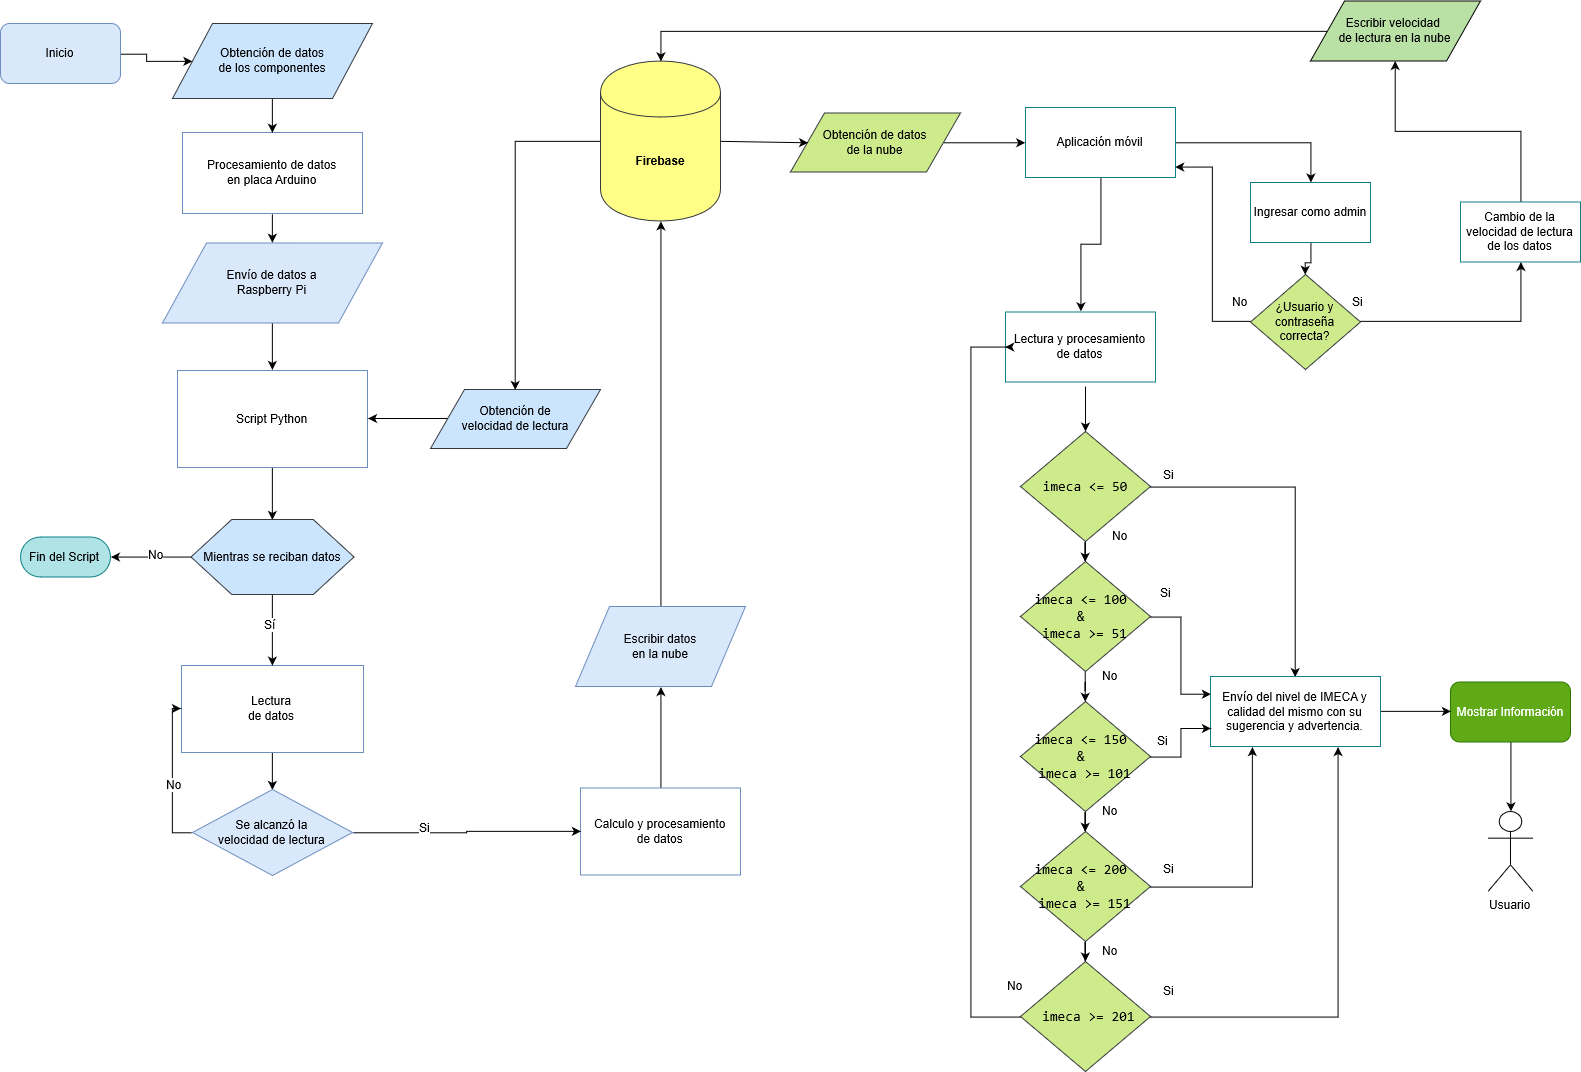 Inicio
Obtención de datos
de los componentes
Procesamiento de datos
en placa Arduino
Envío de datos a
Raspberry Pi
Script Python
Obtención de
velocidad de lectura
Mientras se reciban datos
No
Fin del Script
Sí
Lectura
de datos
No
Se alcanzó la
velocidad de lectura
Si
Calculo y procesamiento
de datos
Escribir datos
en la nube
Firebase
Obtención de datos
de la nube
Aplicación móvil
Ingresar como admin
¿Usuario y
contraseña
correcta?
No
Si
Cambio de la
velocidad de lectura
de los datos
Escribir velocidad
de lectura en la nube
Lectura y procesamiento
de datos
imeca <= 50
Si
No
imeca <= 100
&
imeca >= 51
Si
No
imeca <= 150
&
imeca >= 101
Si
No
imeca <= 200
&
imeca >= 151
Si
No
imeca >= 201
No
Si
Envío del nivel de IMECA y
calidad del mismo con su
sugerencia y advertencia.
Mostrar Información
Usuario